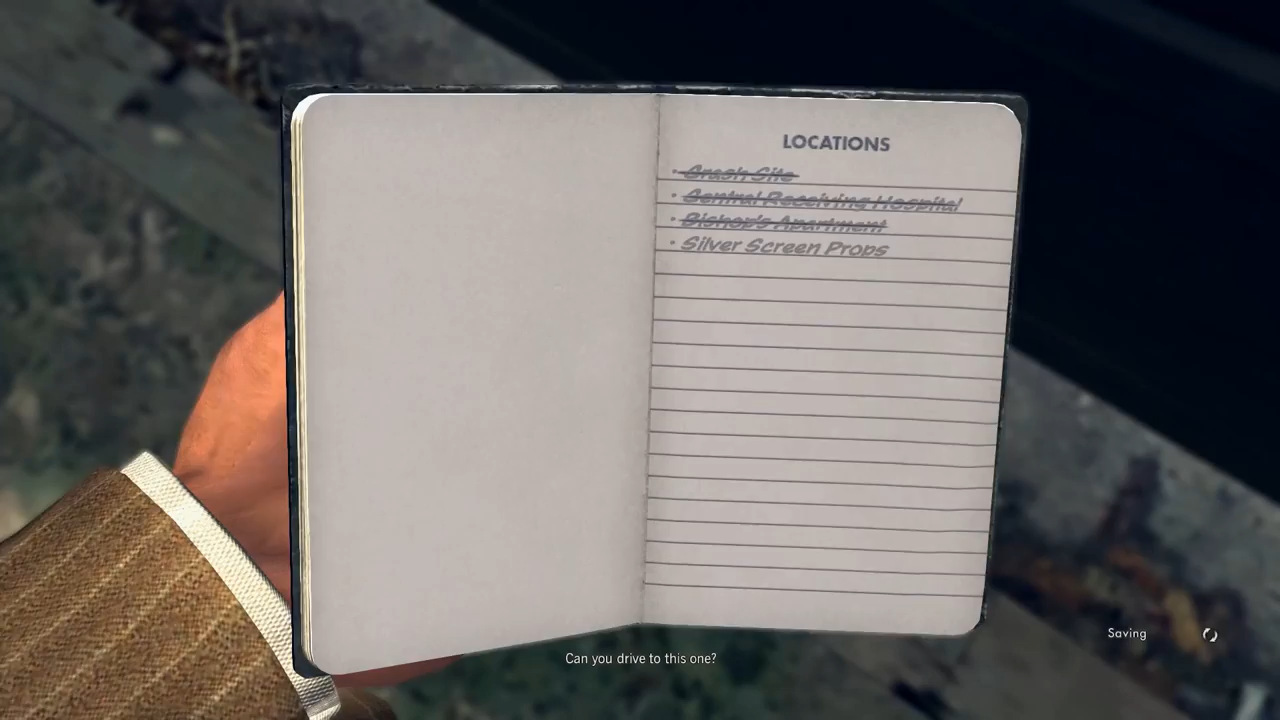 LOCATIONS
• Crash Site
• Central Receiving Hospital
• Bishop's Apartment
• Silver Screen Props
Saving
Can you drive to this one?